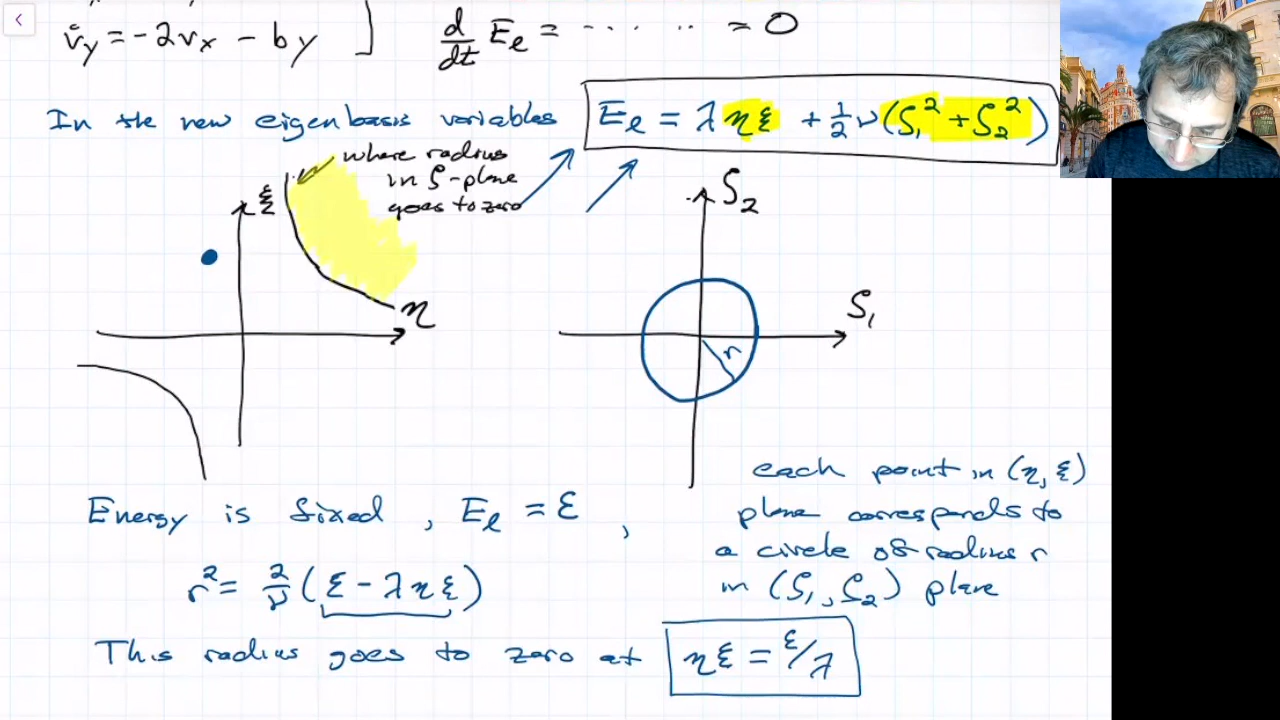 v̇y = -2vx - by ] d/dt Eℓ = ... .. = 0
In the new eigenbasis variables Eℓ = λ η ξ + ½ ν (ζ₁² + ζ₂²)
where radius
in ζ-plane
goes to zero
ξ
ζ₂
η
ζ₁
r
each point in (η, ξ)
plane corresponds to
a circle of radius r
in (ζ₁, ζ₂) plane
Energy is fixed, Eℓ = ℰ,
r² = 2/ν (ℰ - λ η ξ)
This radius goes to zero at η ξ = ℰ/λ